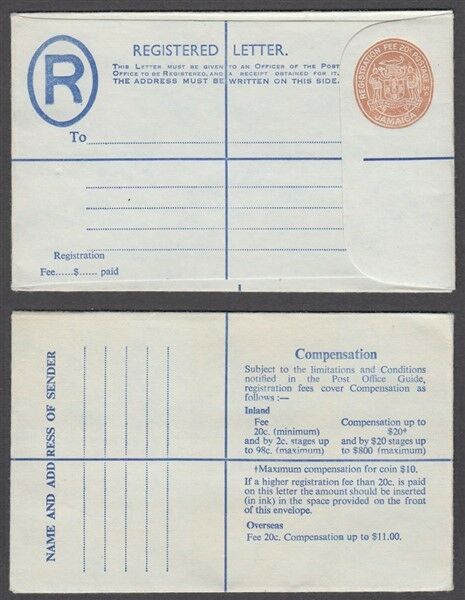 R
REGISTERED LETTER.
THIS LETTER MUST BE GIVEN TO AN OFFICER OF THE POST
OFFICE TO BE REGISTERED, AND A RECEIPT OBTAINED FOR IT.
THE ADDRESS MUST BE WRITTEN ON THIS SIDE.
REGISTRATION FEE 20C POSTAGE 5C
JAMAICA
To
Registration
Fee......$...... paid
NAME AND ADDRESS OF SENDER
Compensation
Subject to the limitations and Conditions
notified in the Post Office Guide,
registration fees cover Compensation as
follows :—
Inland
Fee Compensation up to
20c. (minimum) $20†
and by 2c. stages up and by $20 stages up
to 98c. (maximum) to $800 (maximum)
†Maximum compensation for coin $10.
If a higher registration fee than 20c. is paid
on this letter the amount should be inserted
(in ink) in the space provided on the front
of this envelope.
Overseas
Fee 20c. Compensation up to $11.00.